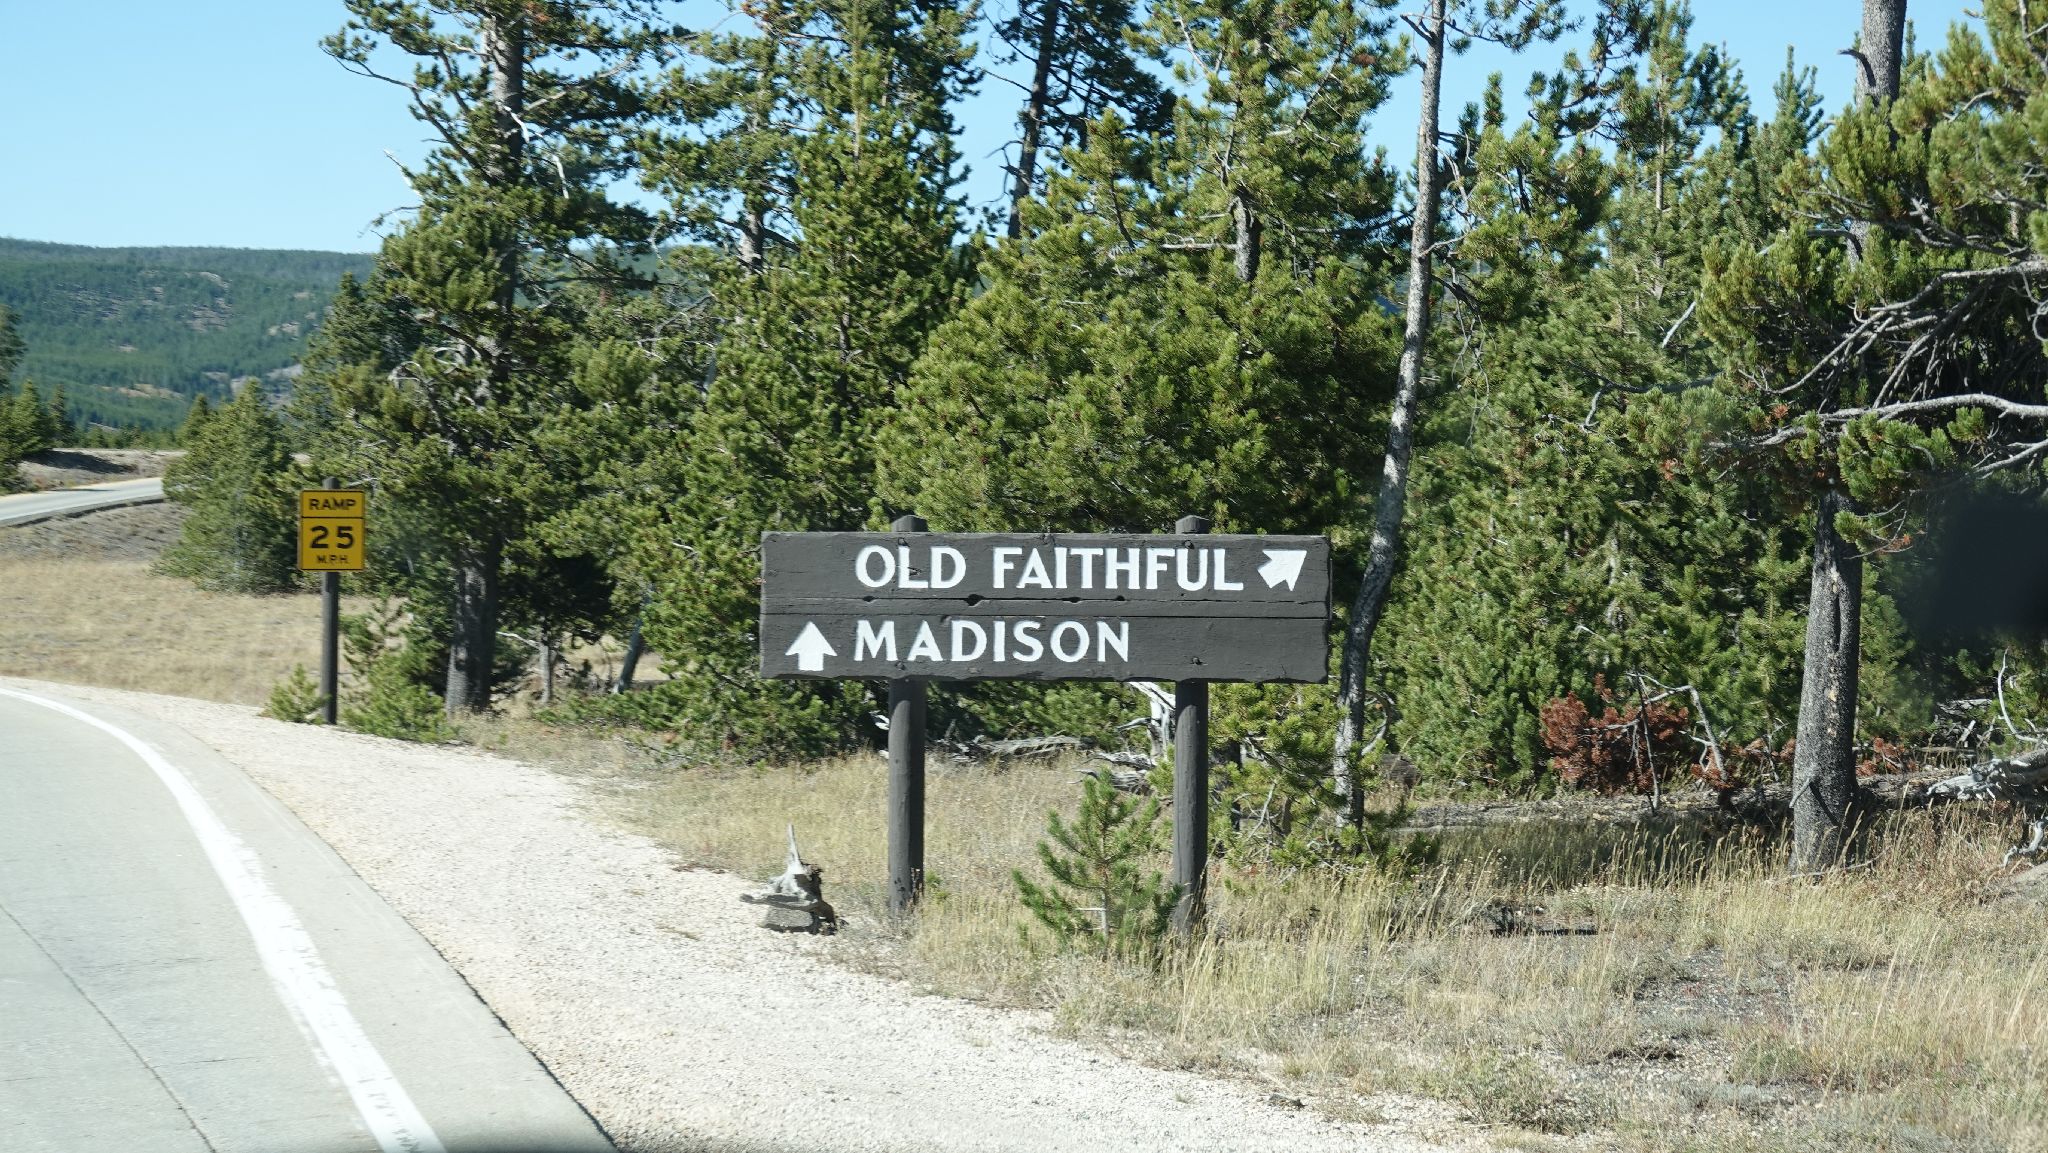 RAMP
25
M.P.H.
OLD FAITHFUL
MADISON